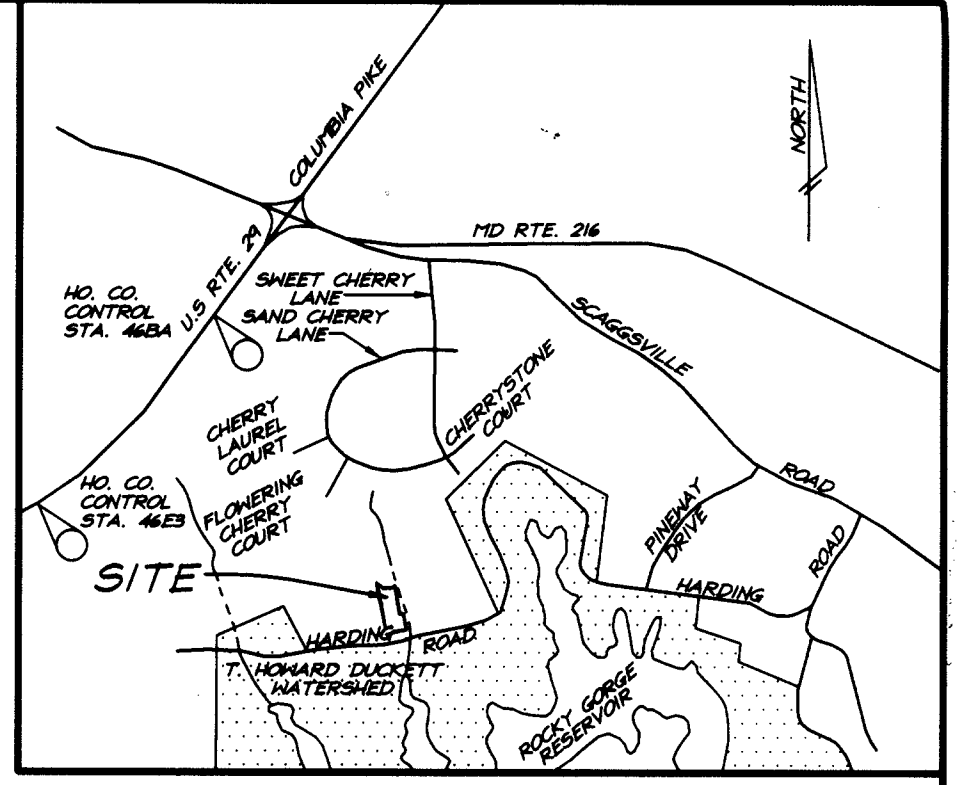 COLUMBIA PIKE
NORTH
U.S RTE. 29
MD RTE. 216
HO. CO.
CONTROL
STA. 46BA
SWEET CHERRY
LANE
SAND CHERRY
LANE
SCAGGSVILLE
ROAD
CHERRY
LAUREL
COURT
CHERRYSTONE
COURT
FLOWERING
CHERRY
COURT
HO. CO.
CONTROL
STA. 46E3
PINEWAY
DRIVE
ROAD
HARDING
SITE
HARDING ROAD
T. HOWARD DUCKETT
WATERSHED
ROCKY GORGE
RESERVOIR